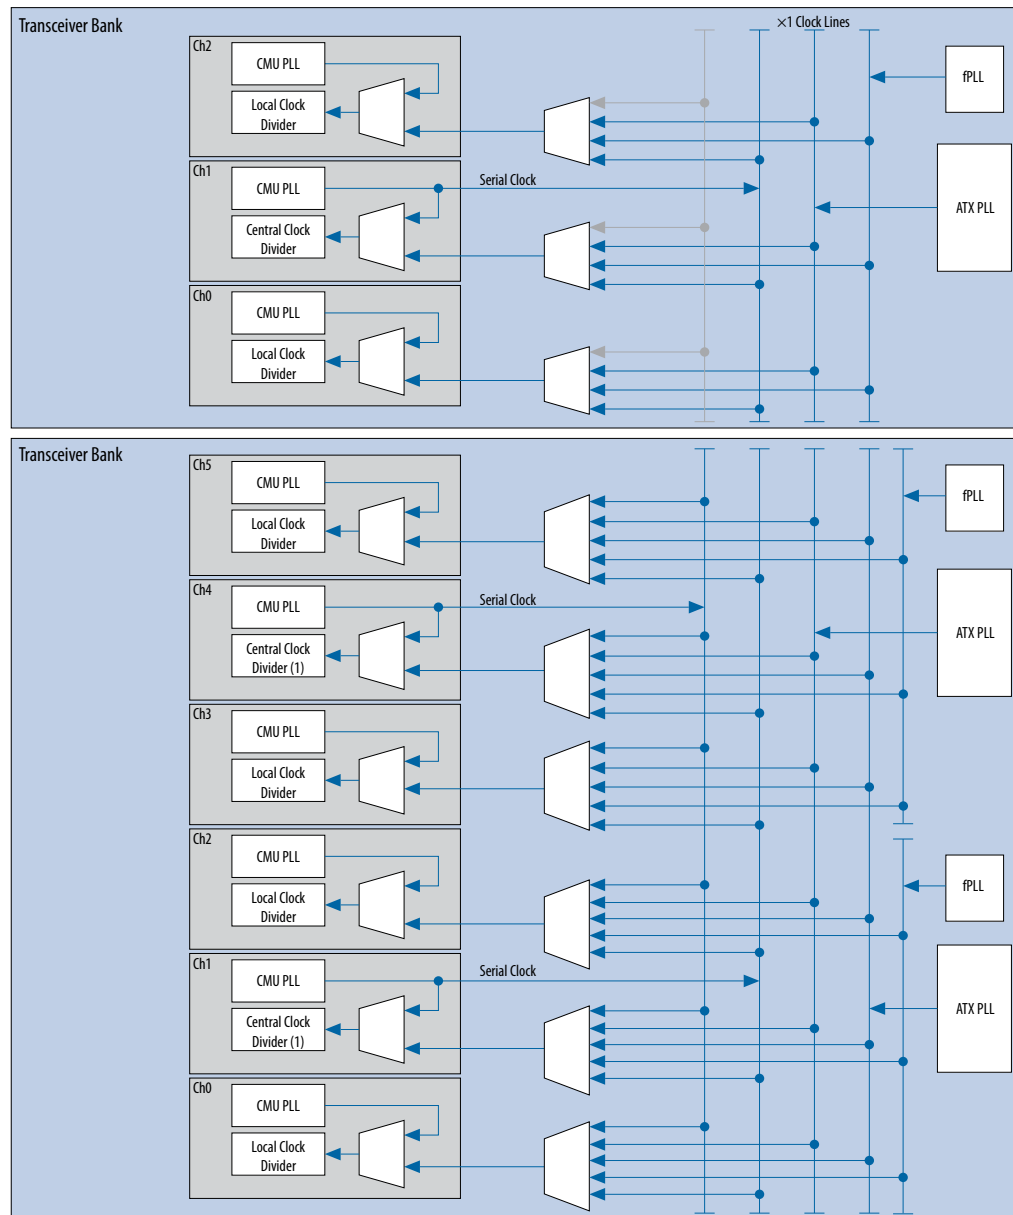 Transceiver Bank
×1 Clock Lines
Ch2
CMU PLL
Local Clock
Divider
fPLL
Ch1
CMU PLL
Serial Clock
Central Clock
Divider
ATX PLL
Ch0
CMU PLL
Local Clock
Divider
Transceiver Bank
Ch5
CMU PLL
Local Clock
Divider
fPLL
Ch4
CMU PLL
Serial Clock
Central Clock
Divider (1)
ATX PLL
Ch3
CMU PLL
Local Clock
Divider
Ch2
CMU PLL
Local Clock
Divider
fPLL
Ch1
CMU PLL
Serial Clock
Central Clock
Divider (1)
ATX PLL
Ch0
CMU PLL
Local Clock
Divider